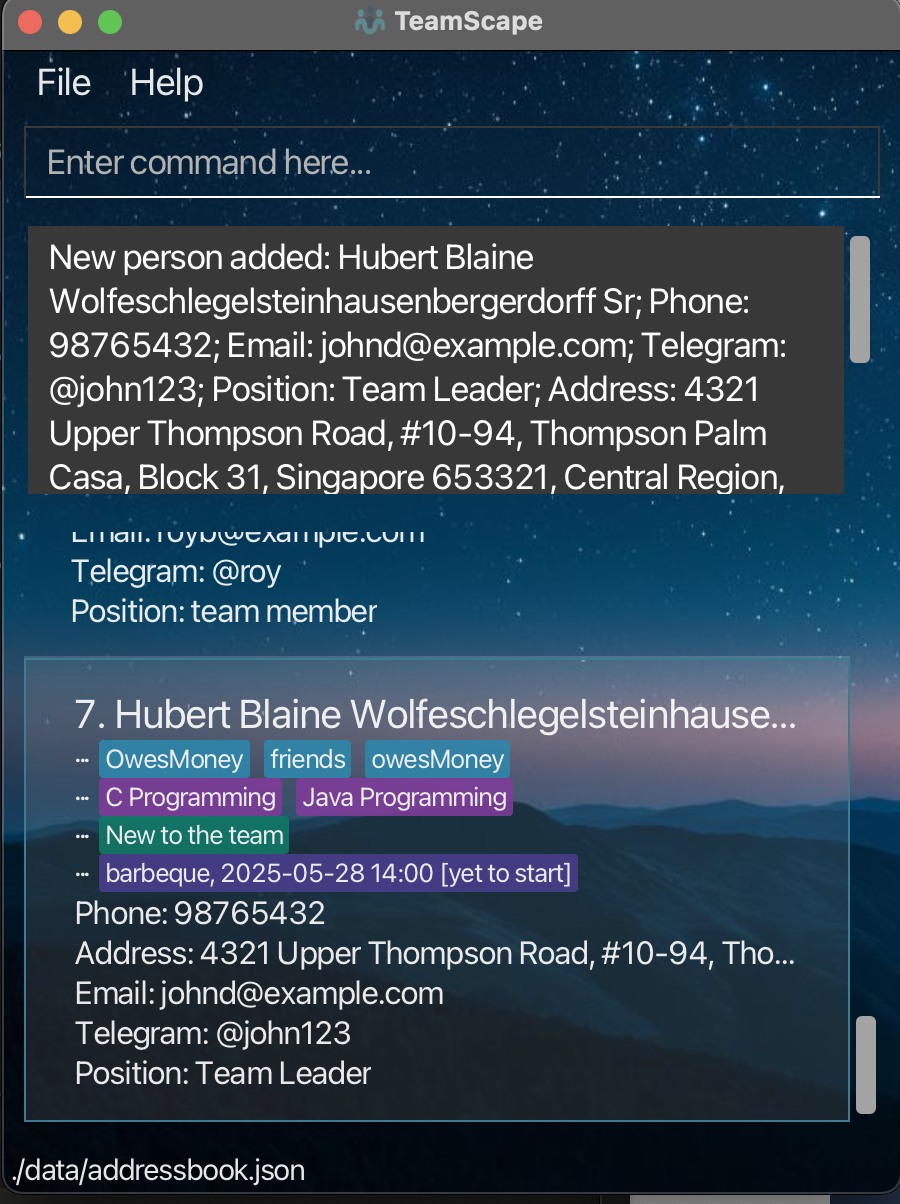 TeamScape
File Help
Enter command here...
New person added: Hubert Blaine
Wolfeschlegelsteinhausenbergerdorff Sr; Phone:
98765432; Email: johnd@example.com; Telegram:
@john123; Position: Team Leader; Address: 4321
Upper Thompson Road, #10-94, Thompson Palm
Casa, Block 31, Singapore 653321, Central Region,
Email: royb@example.com
Telegram: @roy
Position: team member
7. Hubert Blaine Wolfeschlegelsteinhause...
... OwesMoney friends owesMoney
... C Programming Java Programming
... New to the team
... barbeque, 2025-05-28 14:00 [yet to start]
Phone: 98765432
Address: 4321 Upper Thompson Road, #10-94, Tho...
Email: johnd@example.com
Telegram: @john123
Position: Team Leader
./data/addressbook.json